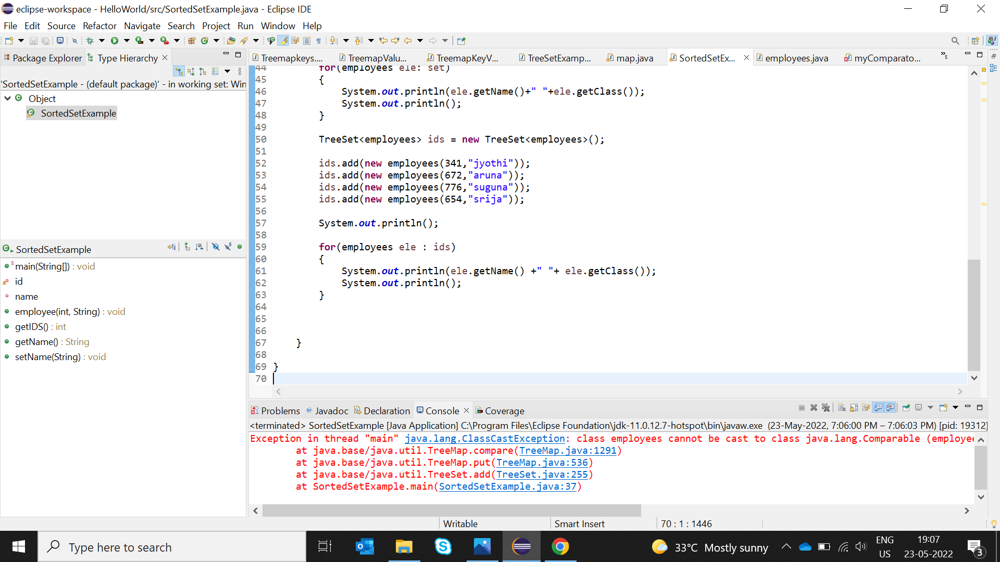 eclipse-workspace - HelloWorld/src/SortedSetExample.java - Eclipse IDE
File Edit Source Refactor Navigate Search Project Run Window Help
Package Explorer Type Hierarchy
Treemapkeys.... TreemapValu... TreemapKeyV... TreeSetExamp... map.java SortedSetEx... employees.java myComparato... »5
'SortedSetExample - (default package)' - in working set: Win
Object
SortedSetExample
SortedSetExample
main(String[]) : void
id
name
employee(int, String) : void
getIDS() : int
getName() : String
setName(String) : void
44 for(employees ele: set)
45 {
46 System.out.println(ele.getName()+" "+ele.getClass());
47 System.out.println();
48 }
49
50 TreeSet<employees> ids = new TreeSet<employees>();
51
52 ids.add(new employees(341,"jyothi"));
53 ids.add(new employees(672,"aruna"));
54 ids.add(new employees(776,"suguna"));
55 ids.add(new employees(654,"srija"));
56
57 System.out.println();
58
59 for(employees ele : ids)
60 {
61 System.out.println(ele.getName() +" "+ ele.getClass());
62 System.out.println();
63 }
64
65
66
67 }
68
69 }
70
Problems Javadoc Declaration Console Coverage
<terminated> SortedSetExample [Java Application] C:\Program Files\Eclipse Foundation\jdk-11.0.12.7-hotspot\bin\javaw.exe (23-May-2022, 7:06:00 PM – 7:06:03 PM) [pid: 19312]
Exception in thread "main" java.lang.ClassCastException: class employees cannot be cast to class java.lang.Comparable (employee
at java.base/java.util.TreeMap.compare(TreeMap.java:1291)
at java.base/java.util.TreeMap.put(TreeMap.java:536)
at java.base/java.util.TreeSet.add(TreeSet.java:255)
at SortedSetExample.main(SortedSetExample.java:37)
Writable Smart Insert 70 : 1 : 1446
Type here to search
33°C Mostly sunny
ENG
US
19:07
23-05-2022
3